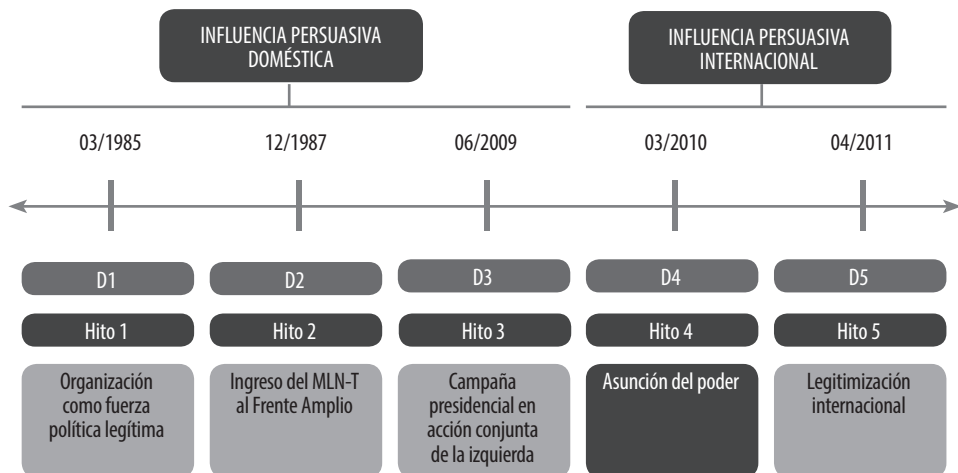 INFLUENCIA PERSUASIVA
DOMÉSTICA
INFLUENCIA PERSUASIVA
INTERNACIONAL
03/1985
12/1987
06/2009
03/2010
04/2011
D1
D2
D3
D4
D5
Hito 1
Hito 2
Hito 3
Hito 4
Hito 5
Organización
como fuerza
política legítima
Ingreso del MLN-T
al Frente Amplio
Campaña
presidencial en
acción conjunta
de la izquierda
Asunción del poder
Legitimización
internacional